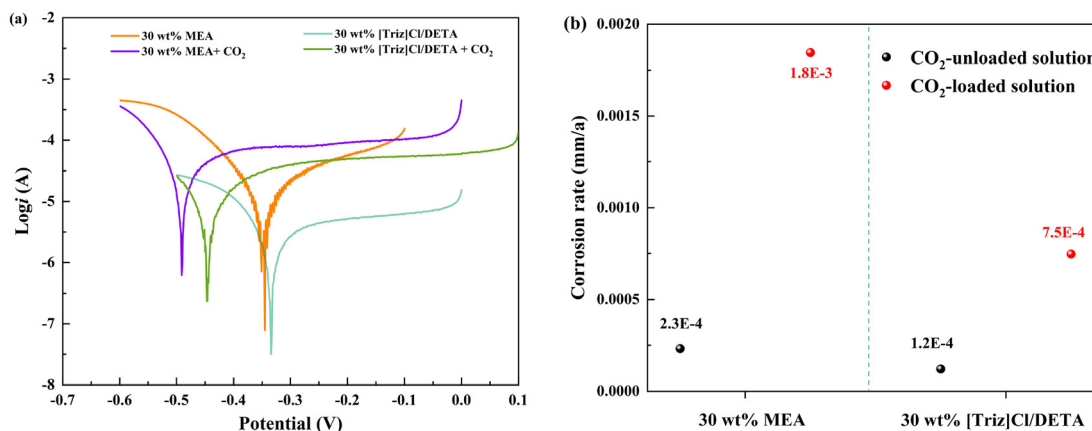 (a)
30 wt% MEA
30 wt% MEA+ CO₂
30 wt% [Triz]Cl/DETA
30 wt% [Triz]Cl/DETA + CO₂
Logi (A)
-2
-3
-4
-5
-6
-7
-8
-0.7 -0.6 -0.5 -0.4 -0.3 -0.2 -0.1 0.0 0.1
Potential (V)
(b)
Corrosion rate (mm/a)
0.0020
0.0015
0.0010
0.0005
0.0000
CO₂-unloaded solution
CO₂-loaded solution
1.8E-3
2.3E-4
7.5E-4
1.2E-4
30 wt% MEA 30 wt% [Triz]Cl/DETA